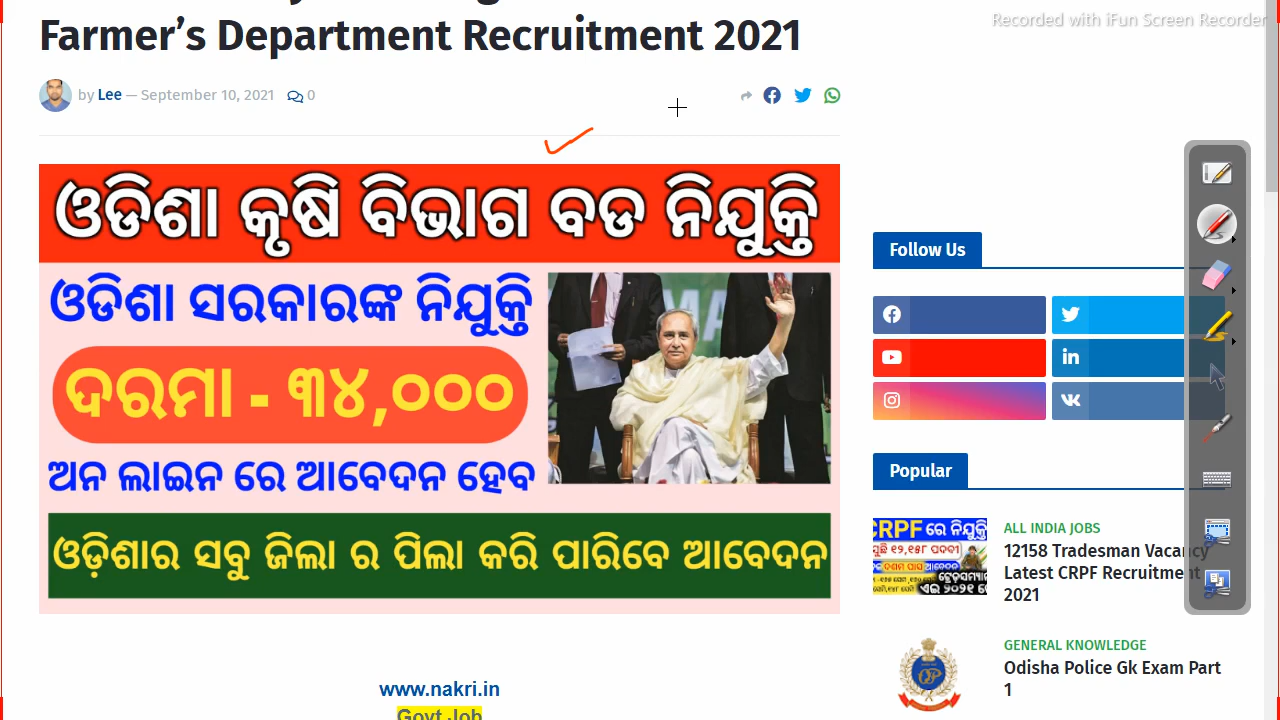 Recorded with iFun Screen Recorder
Farmer's Department Recruitment 2021
by Lee — September 10, 2021 0
ଓଡିଶା କୃଷି ବିଭାଗ ବଡ ନିଯୁକ୍ତି
ଓଡିଶା ସରକାରଙ୍କ ନିଯୁକ୍ତି
ଦରମା - ୩୪,୦୦୦
ଅନ ଲାଇନ ରେ ଆବେଦନ ହେବ
ଓଡ଼ିଶାର ସବୁ ଜିଲା ର ପିଲା କରି ପାରିବେ ଆବେଦନ
www.nakri.in
Govt Job
Follow Us
Popular
CRPF ରେ ନିଯୁକ୍ତି
ALL INDIA JOBS
12158 Tradesman Vacancy
Latest CRPF Recruitment
2021
GENERAL KNOWLEDGE
Odisha Police Gk Exam Part
1